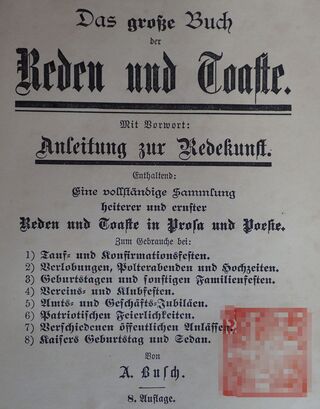 Das große Buch
der
Reden und Toaste.
Mit Vorwort:
Anleitung zur Redekunst.
Enthaltend:
Eine vollständige Sammlung
heiterer und ernster
Reden und Toaste in Prosa und Poesie.
Zum Gebrauche bei:
1) Tauf- und Konfirmationsfesten.
2) Verlobungen, Polterabenden und Hochzeiten.
3) Geburtstagen und sonstigen Familienfesten.
4) Vereins- und Klubfesten.
5) Amts- und Geschäfts-Jubiläen.
6) Patriotischen Feierlichkeiten.
7) Verschiedenen öffentlichen Anlässen.
8) Kaisers Geburtstag und Sedan.
Von
A. Busch.
8. Auflage.